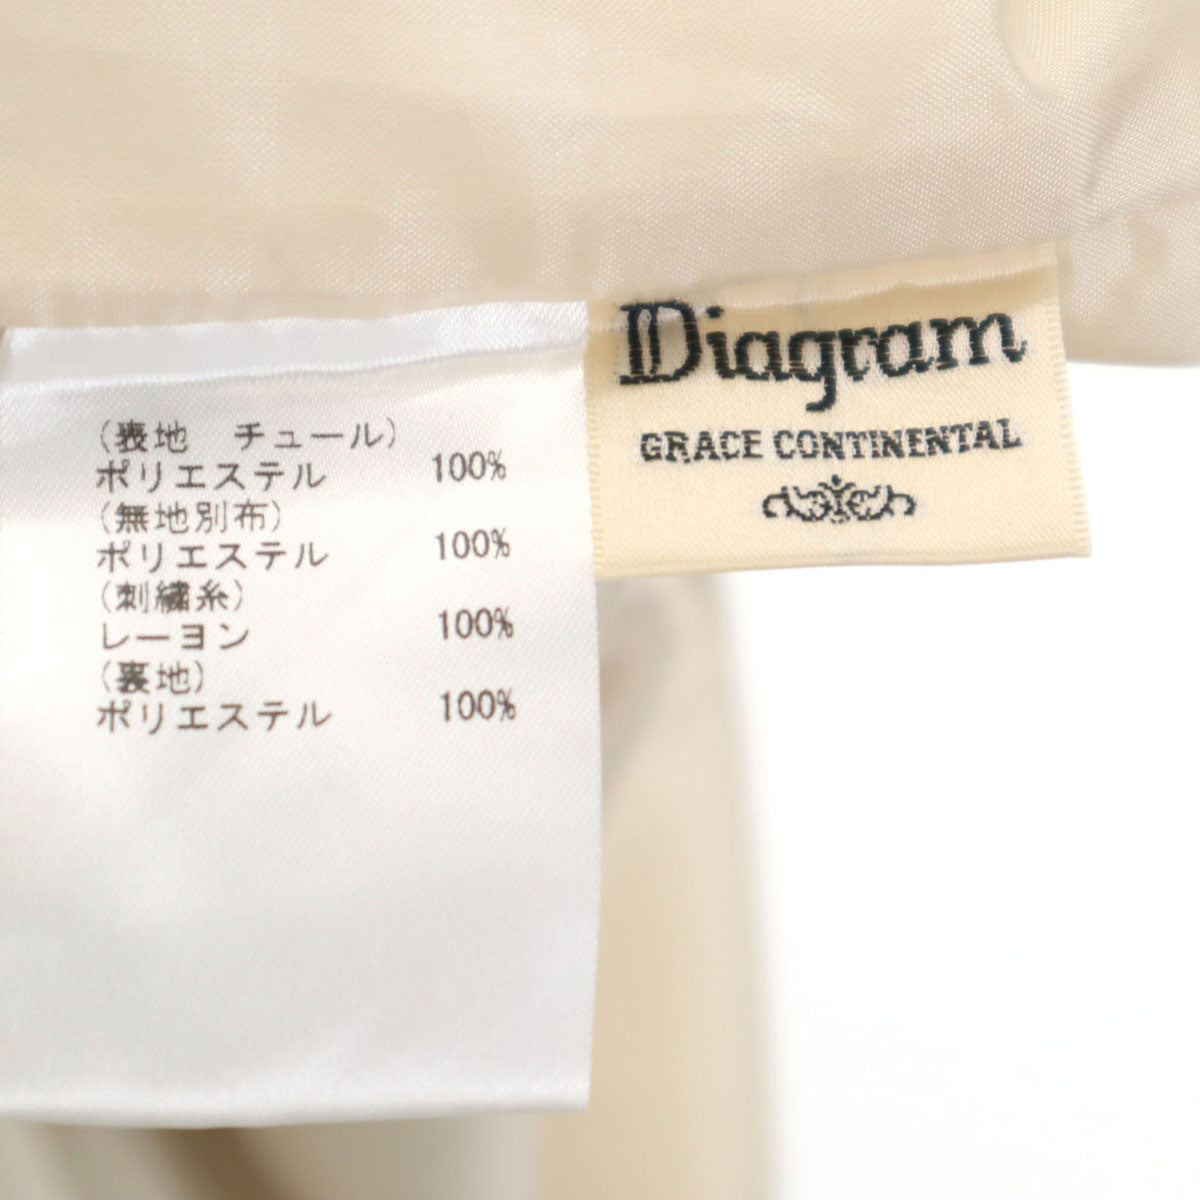 (表地 チュール)
ポリエステル 100%
(無地別布)
ポリエステル 100%
(刺繍糸)
レーヨン 100%
(裏地)
ポリエステル 100%
Diagram
GRACE CONTINENTAL